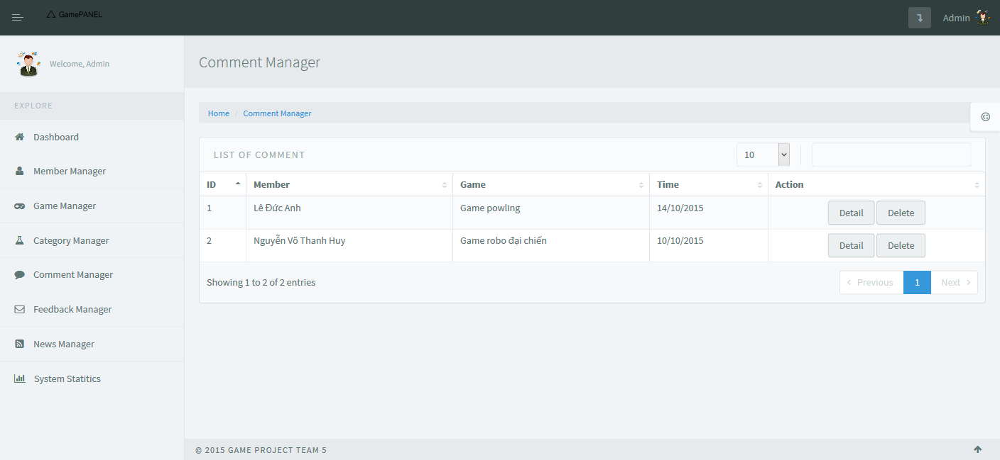 GamePANEL
Admin
Welcome, Admin
EXPLORE
Dashboard
Member Manager
Game Manager
Category Manager
Comment Manager
Feedback Manager
News Manager
System Statitics
Comment Manager
Home / Comment Manager
LIST OF COMMENT 10
ID Member Game Time Action
1 Lê Đức Anh Game powling 14/10/2015 Detail Delete
2 Nguyễn Võ Thanh Huy Game robo đại chiến 10/10/2015 Detail Delete
Showing 1 to 2 of 2 entries Previous 1 Next
© 2015 GAME PROJECT TEAM 5